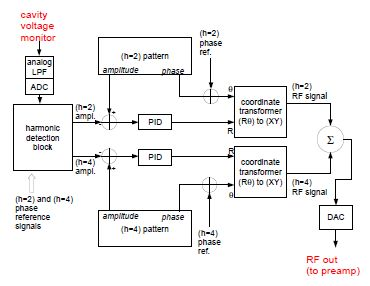 cavity
voltage
monitor
analog
LPF
ADC
harmonic
detection
block
(h=2) and (h=4)
phase
reference
signals
(h=2)
ampl.
(h=4)
ampl.
(h=2) pattern
amplitude phase
(h=2)
phase
ref.
+
-
PID
-
+
PID
amplitude phase
(h=4) pattern
(h=4)
phase
ref.
θ
R
coordinate
transformer
(Rθ) to (XY)
R
θ
coordinate
transformer
(Rθ) to (XY)
(h=2)
RF signal
Σ
(h=4)
RF signal
DAC
RF out
(to preamp)